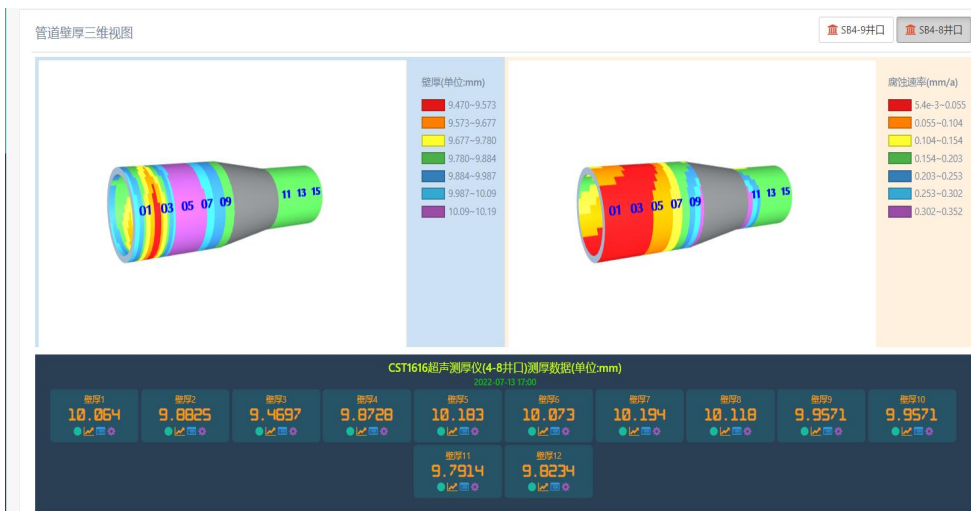 管道壁厚三维视图
SB4-9井口
SB4-8井口
壁厚(单位:mm)
9.470~9.573
9.573~9.677
9.677~9.780
9.780~9.884
9.884~9.987
9.987~10.09
10.09~10.19
01 03 05 07 09 11 13 15
腐蚀速率(mm/a)
5.4e-3~0.055
0.055~0.104
0.104~0.154
0.154~0.203
0.203~0.253
0.253~0.302
0.302~0.352
01 03 05 07 09 11 13 15
CST1616超声测厚仪(4-8井口)测厚数据(单位:mm)
2022-07-13 17:00
壁厚1 壁厚2 壁厚3 壁厚4 壁厚5 壁厚6 壁厚7 壁厚8 壁厚9 壁厚10
10.064 9.8825 9.4697 9.8728 10.183 10.073 10.194 10.118 9.9571 9.9571
壁厚11 壁厚12
9.7914 9.8234